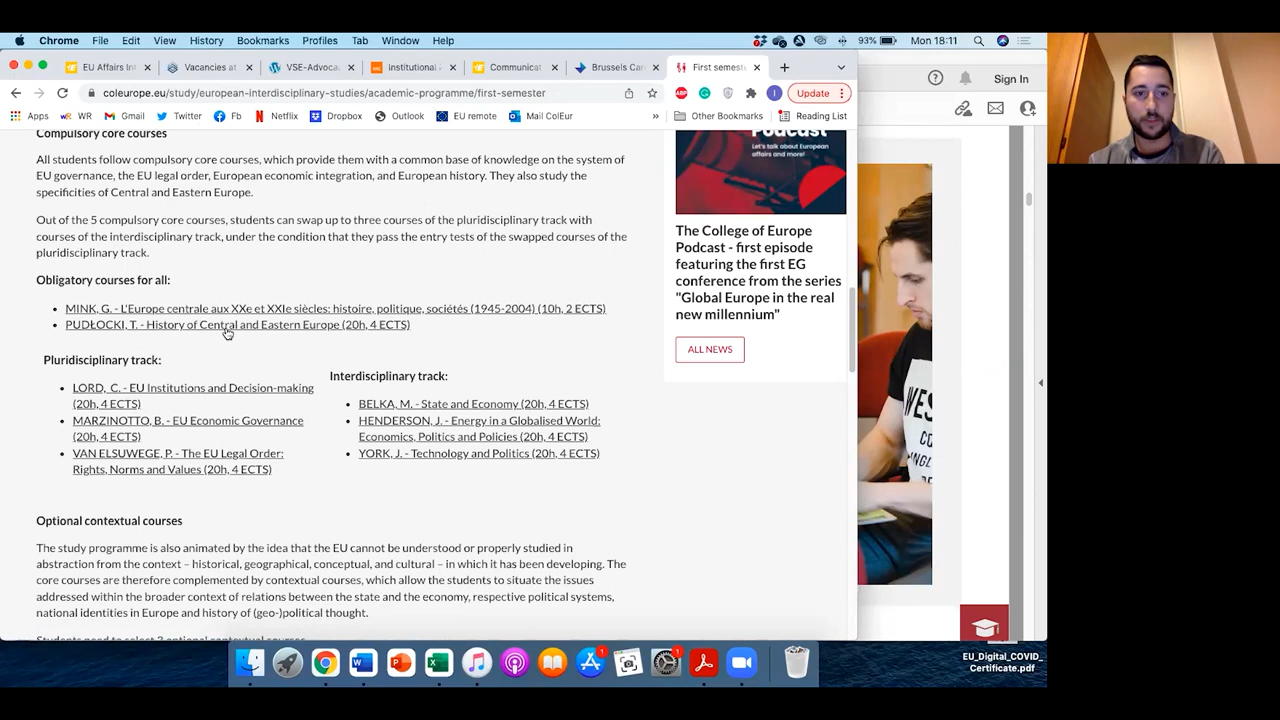 Chrome File Edit View History Bookmarks Profiles Tab Window Help 93% Mon 18:11
EU Affairs In Vacancies at VSE-Advoca Institutional Communicat Brussels Car First semest
coleurope.eu/study/european-interdisciplinary-studies/academic-programme/first-semester Update
Apps WR Gmail Twitter Fb Netflix Dropbox Outlook EU remote Mail ColEur » Other Bookmarks Reading List
Sign In
Compulsory core courses
All students follow compulsory core courses, which provide them with a common base of knowledge on the system of
EU governance, the EU legal order, European economic integration, and European history. They also study the
specificities of Central and Eastern Europe.
Out of the 5 compulsory core courses, students can swap up to three courses of the pluridisciplinary track with
courses of the interdisciplinary track, under the condition that they pass the entry tests of the swapped courses of the
pluridisciplinary track.
Obligatory courses for all:
MINK, G. - L'Europe centrale aux XXe et XXIe siècles: histoire, politique, sociétés (1945-2004) (10h, 2 ECTS)
PUDŁOCKI, T. - History of Central and Eastern Europe (20h, 4 ECTS)
Pluridisciplinary track:
LORD, C. - EU Institutions and Decision-making
(20h, 4 ECTS)
MARZINOTTO, B. - EU Economic Governance
(20h, 4 ECTS)
VAN ELSUWEGE, P. - The EU Legal Order:
Rights, Norms and Values (20h, 4 ECTS)
Interdisciplinary track:
BELKA, M. - State and Economy (20h, 4 ECTS)
HENDERSON, J. - Energy in a Globalised World:
Economics, Politics and Policies (20h, 4 ECTS)
YORK, J. - Technology and Politics (20h, 4 ECTS)
Optional contextual courses
The study programme is also animated by the idea that the EU cannot be understood or properly studied in
abstraction from the context – historical, geographical, conceptual, and cultural – in which it has been developing. The
core courses are therefore complemented by contextual courses, which allow the students to situate the issues
addressed within the broader context of relations between the state and the economy, respective political systems,
national identities in Europe and history of (geo-)political thought.
Students need to select 3 optional contextual courses
Podcast
Let's talk about European
affairs and more!
The College of Europe
Podcast - first episode
featuring the first EG
conference from the series
"Global Europe in the real
new millennium"
ALL NEWS
EU_Digital_COVID_
Certificate.pdf